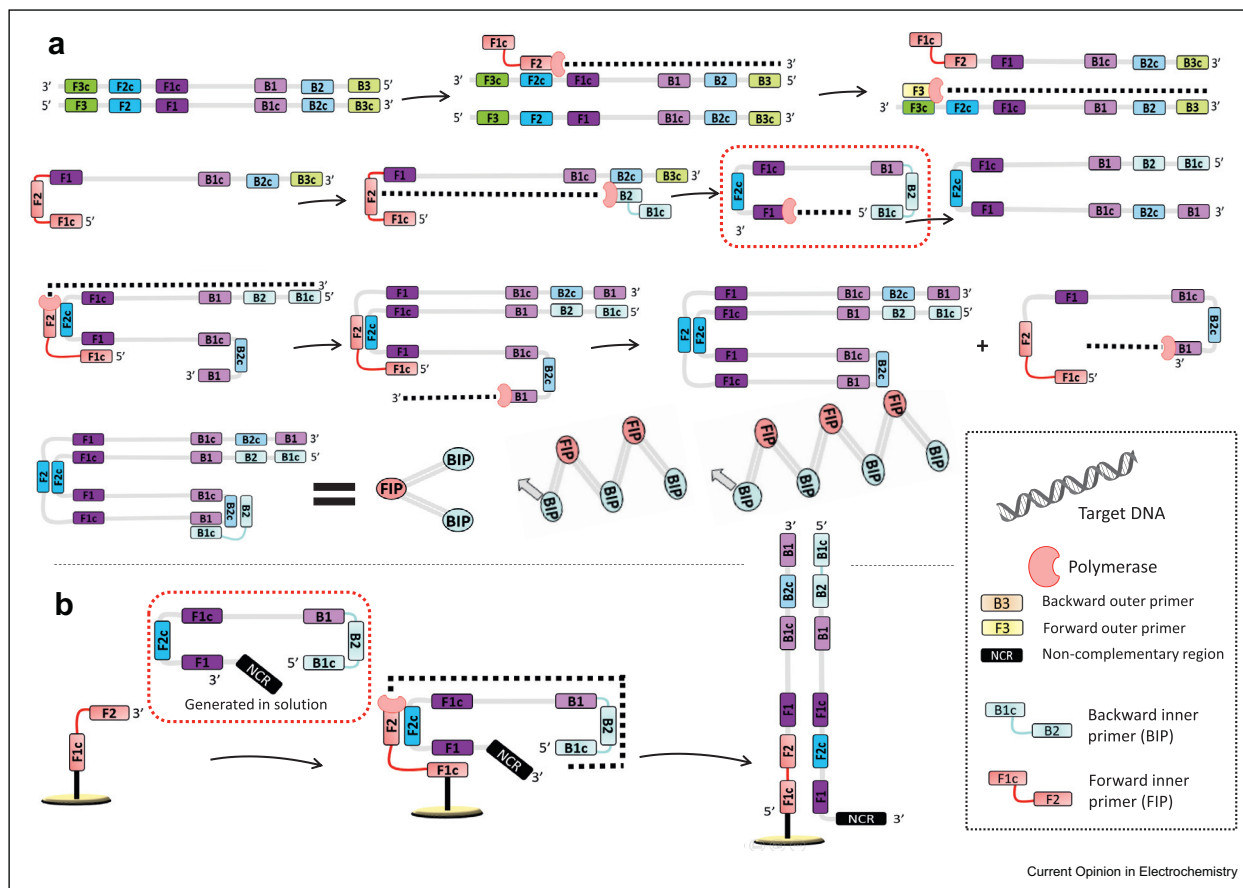 a
3’ F3c F2c F1c B1 B2 B3 5’
5’ F3 F2 F1 B1c B2c B3c 3’
F1c
F2 3’
3’ F3c F2c F1c B1 B2 B3 5’
5’ F3 F2 F1 B1c B2c B3c 3’
F1c
F2 F1 B1c B2c B3c
F3
3’ F3c F2c F1c B1 B2 B3 3’
F1 B1c B2c B3c 3’
F2
F1c 5’
F1 B1c B2c B3c 3’
F2 B2
F1c 5’ B1c
F1c B1
F2c B2
F1 B1c
3’ 5’
F1c B1 B2 B1c 5’
F2c
F1 B1c B2c B1 3’
3’
F1c B1 B2 B1c 5’
F2 F2c
F1 B1c
F1c 5’ B2c
3’ B1
F1 B1c B2c B1 3’
F1c B1 B2 B1c 5’
F2 F2c
F1 B1c
F1c 5’ B2c
3’ B1
F1 B1c B2c B1 3’
F1c B1 B2 B1c 5’
F2 F2c
F1 B1c
F1c B1 B2c
+
F1 B1c
F2 B2c
B1
F1c 5’ 3’
F1 B1c B2c B1 3’
F1c B1 B2 B1c 5’
F2 F2c
F1 B1c
F1c B1 B2c B2
B1c
=
FIP BIP
BIP
FIP FIP
BIP BIP BIP
FIP FIP FIP
BIP BIP BIP BIP
b
F1c B1
F2c B2
F1 NCR 5’ B1c
3’
Generated in solution
F2 3’
F1c
F1c B1
F2 F2c B2
F1 NCR 5’ B1c
F1c 3’
3’ 5’
B1 B1c
B2c B2
B1c B1
F1 F1c
F2 F2c
5’ F1c F1
NCR 3’
Target DNA
Polymerase
B3 Backward outer primer
F3 Forward outer primer
NCR Non-complementary region
B1c Backward inner
B2 primer (BIP)
F1c Forward inner
F2 primer (FIP)
Current Opinion in Electrochemistry